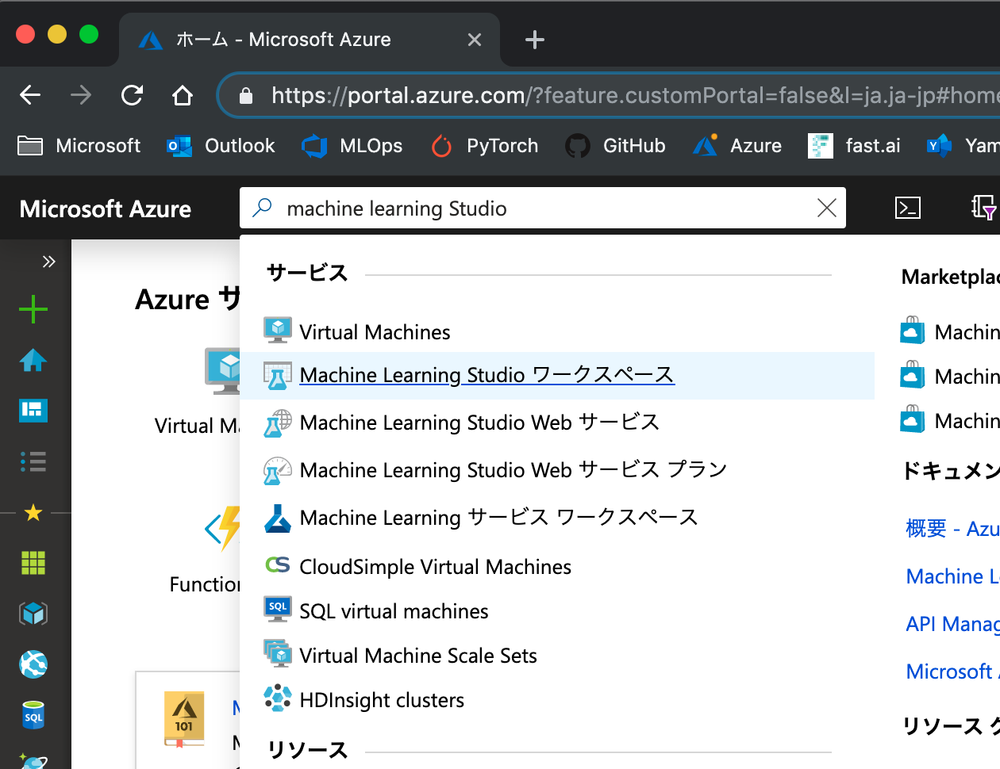 ホーム - Microsoft Azure
https://portal.azure.com/?feature.customPortal=false&l=ja.ja-jp#home
Microsoft
Outlook
MLOps
PyTorch
GitHub
Azure
fast.ai
Yam
Microsoft Azure
machine learning Studio
Azure サ
Virtual Ma
Function
101
SQL
サービス
Virtual Machines
Machine Learning Studio ワークスペース
Machine Learning Studio Web サービス
Machine Learning Studio Web サービス プラン
Machine Learning サービス ワークスペース
CS CloudSimple Virtual Machines
SQL SQL virtual machines
Virtual Machine Scale Sets
HDInsight clusters
リソース
Marketplac
Machin
Machin
Machin
ドキュメン
概要 - Azu
Machine L
API Manag
Microsoft
リソース